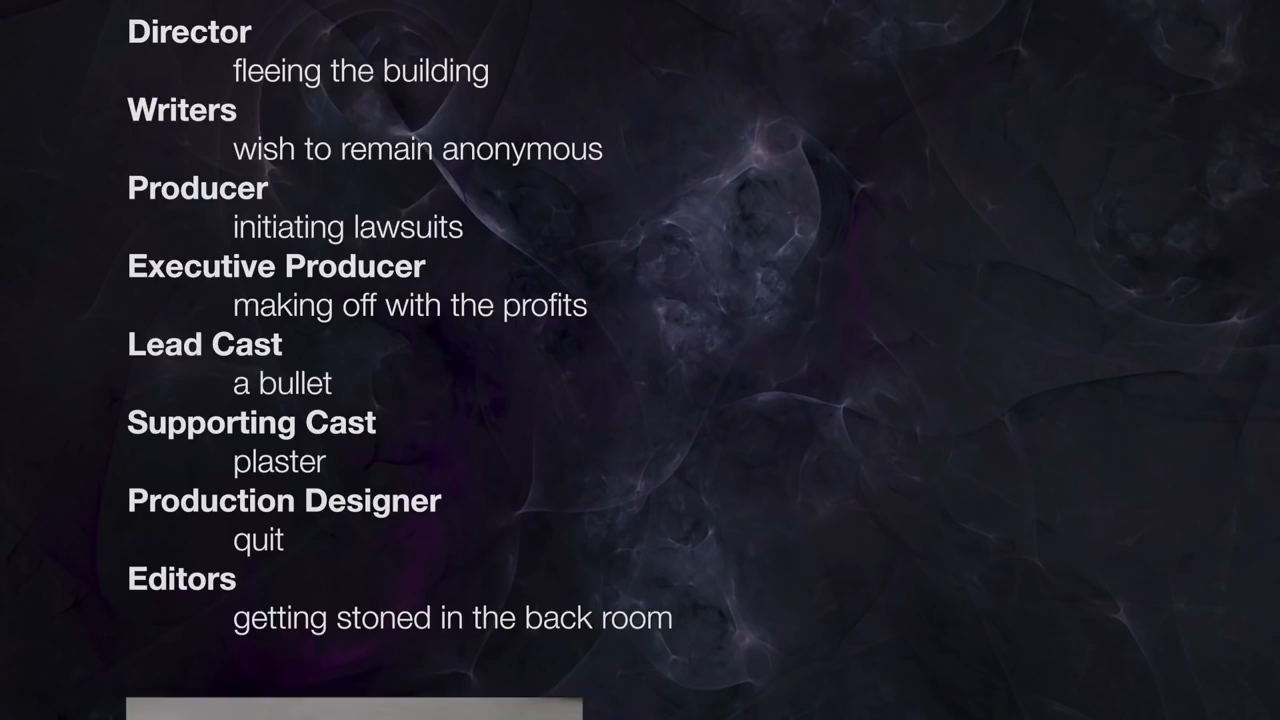 Director
fleeing the building
Writers
wish to remain anonymous
Producer
initiating lawsuits
Executive Producer
making off with the profits
Lead Cast
a bullet
Supporting Cast
plaster
Production Designer
quit
Editors
getting stoned in the back room